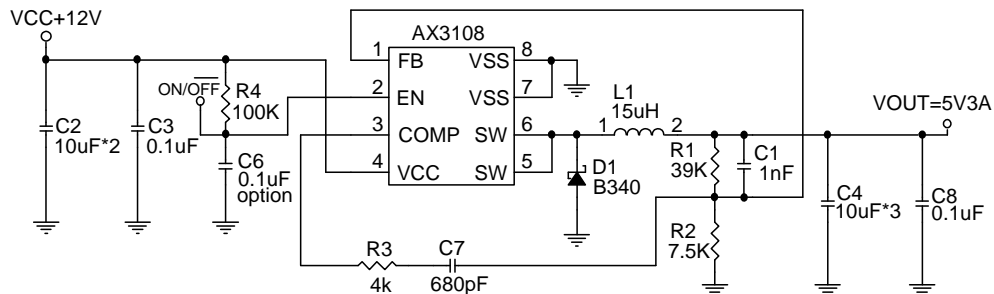 VCC+12V
AX3108
1 FB VSS 8
ON/OFF
R4
100K
2 EN VSS 7
L1
15uH
VOUT=5V3A
C2
10uF*2
C3
0.1uF
3 COMP SW 6
1 2
4 VCC SW 5
C6
0.1uF
option
D1
B340
R1
39K
C1
1nF
C4
10uF*3
C8
0.1uF
R2
7.5K
R3
4k
C7
680pF